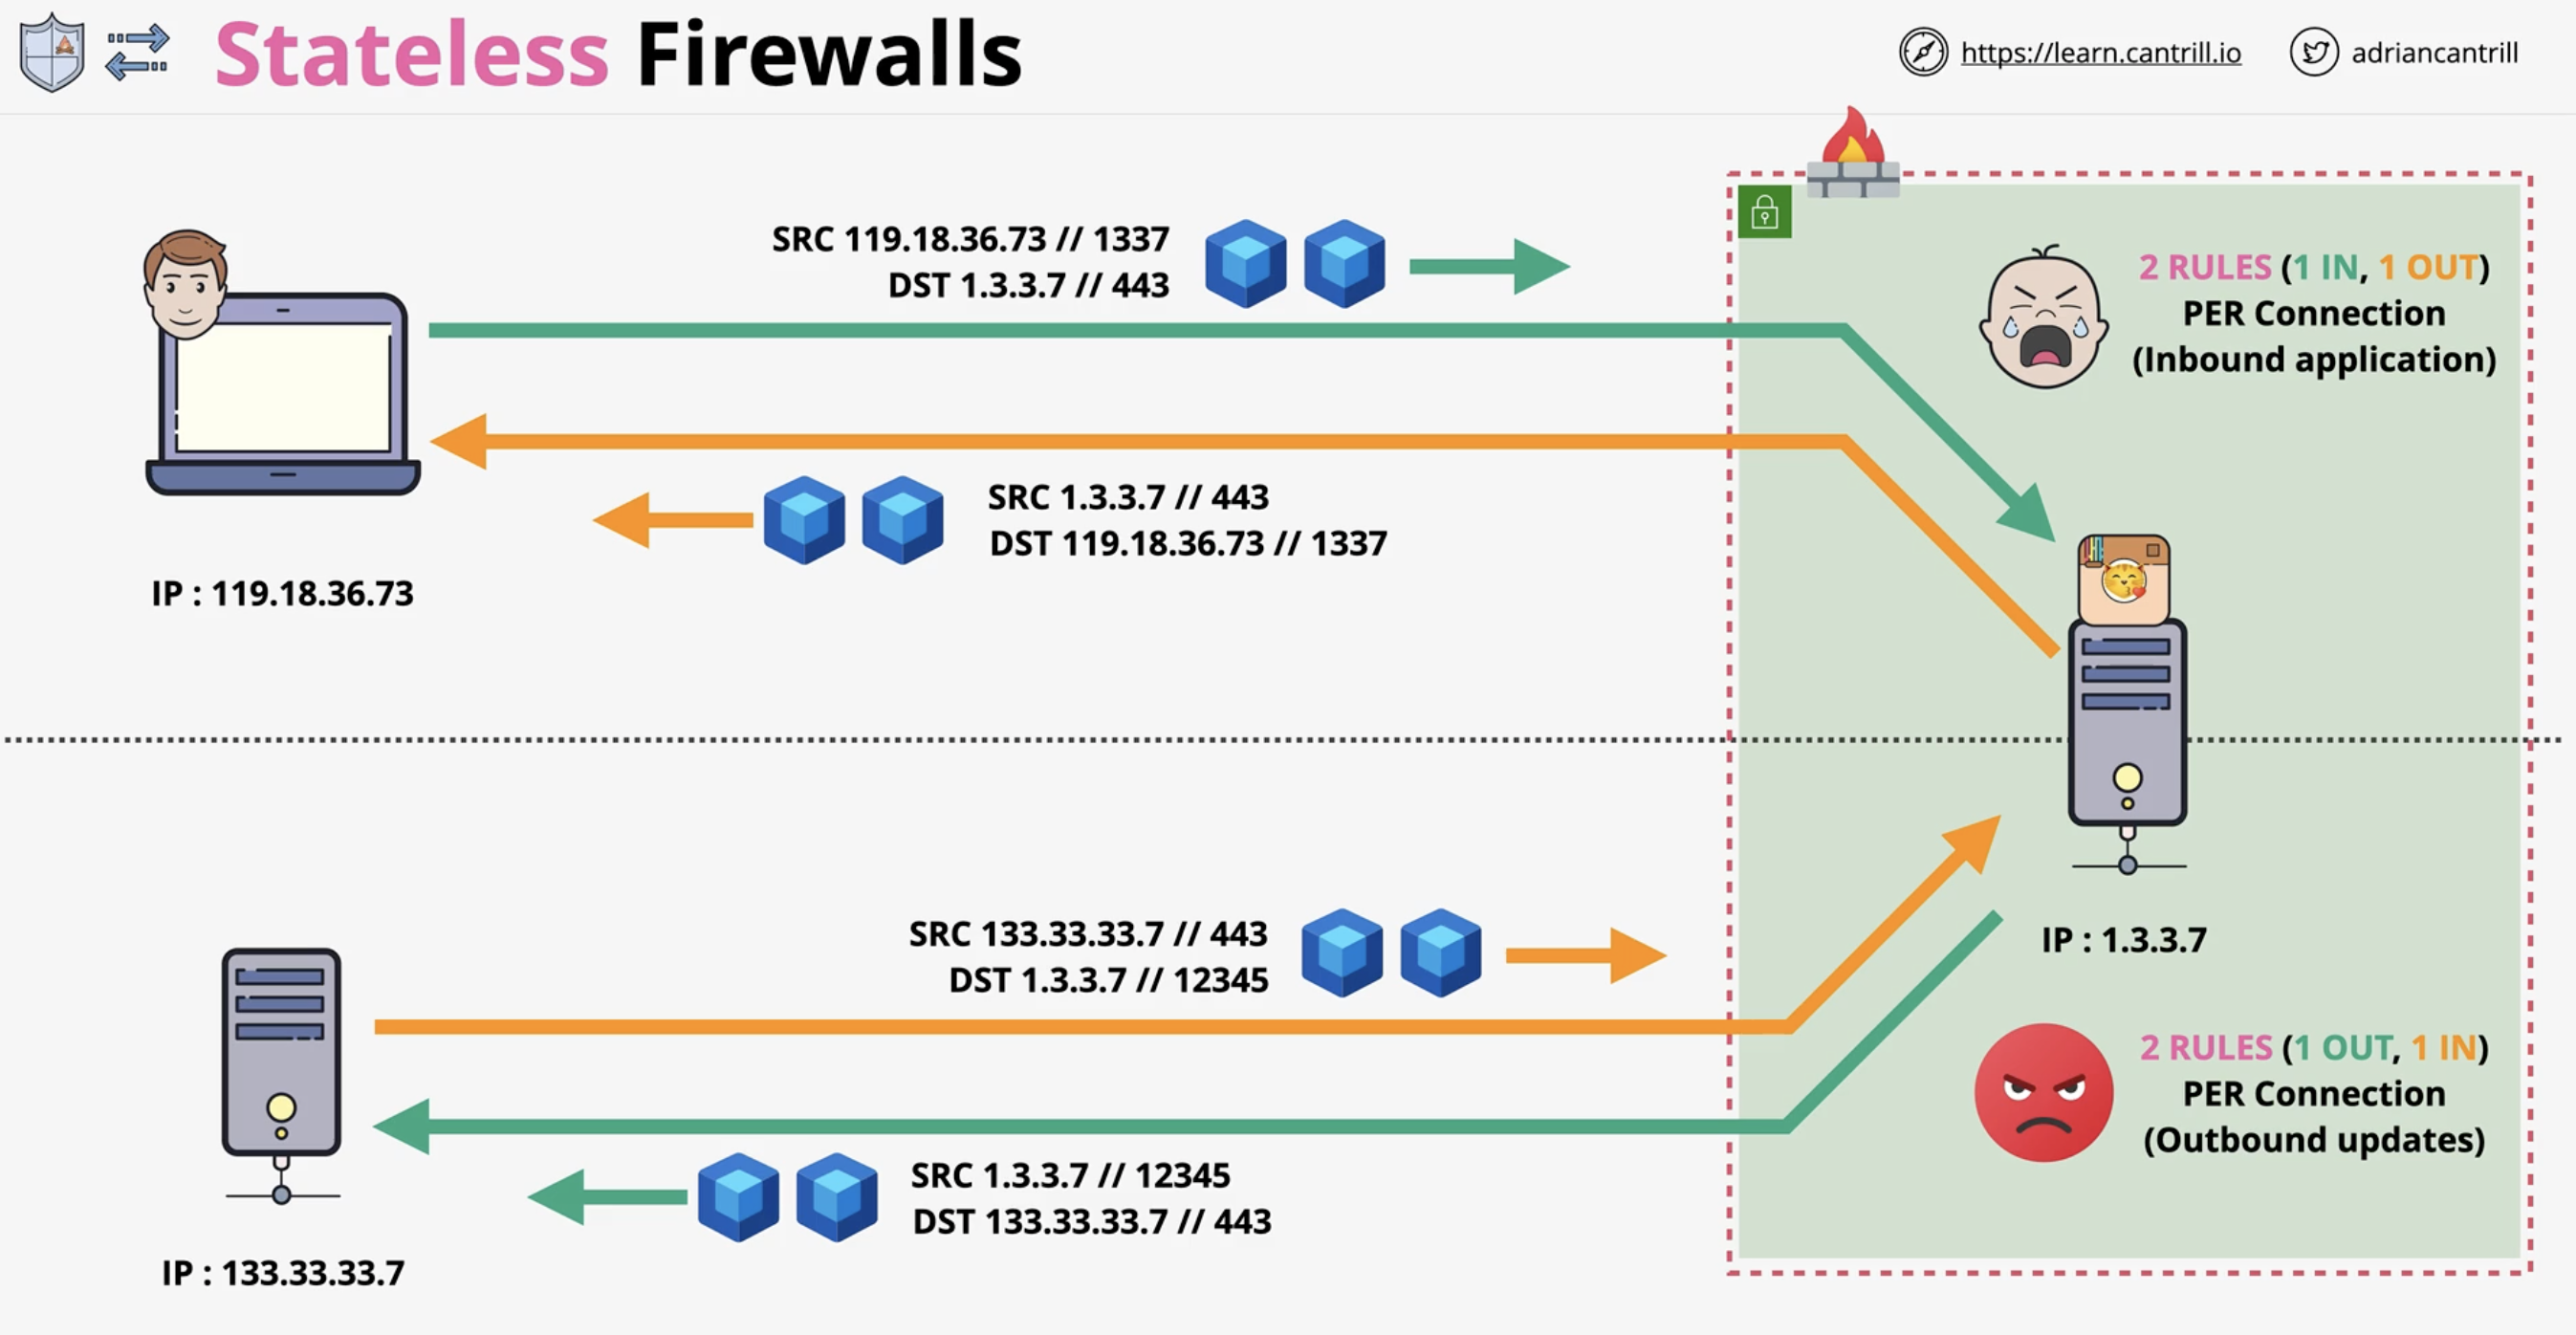 Stateless Firewalls
https://learn.cantrill.io
adriancantrill
SRC 119.18.36.73 // 1337
DST 1.3.3.7 // 443
2 RULES (1 IN, 1 OUT)
PER Connection
(Inbound application)
SRC 1.3.3.7 // 443
DST 119.18.36.73 // 1337
IP : 119.18.36.73
SRC 133.33.33.7 // 443
DST 1.3.3.7 // 12345
IP : 1.3.3.7
2 RULES (1 OUT, 1 IN)
PER Connection
(Outbound updates)
SRC 1.3.3.7 // 12345
DST 133.33.33.7 // 443
IP : 133.33.33.7